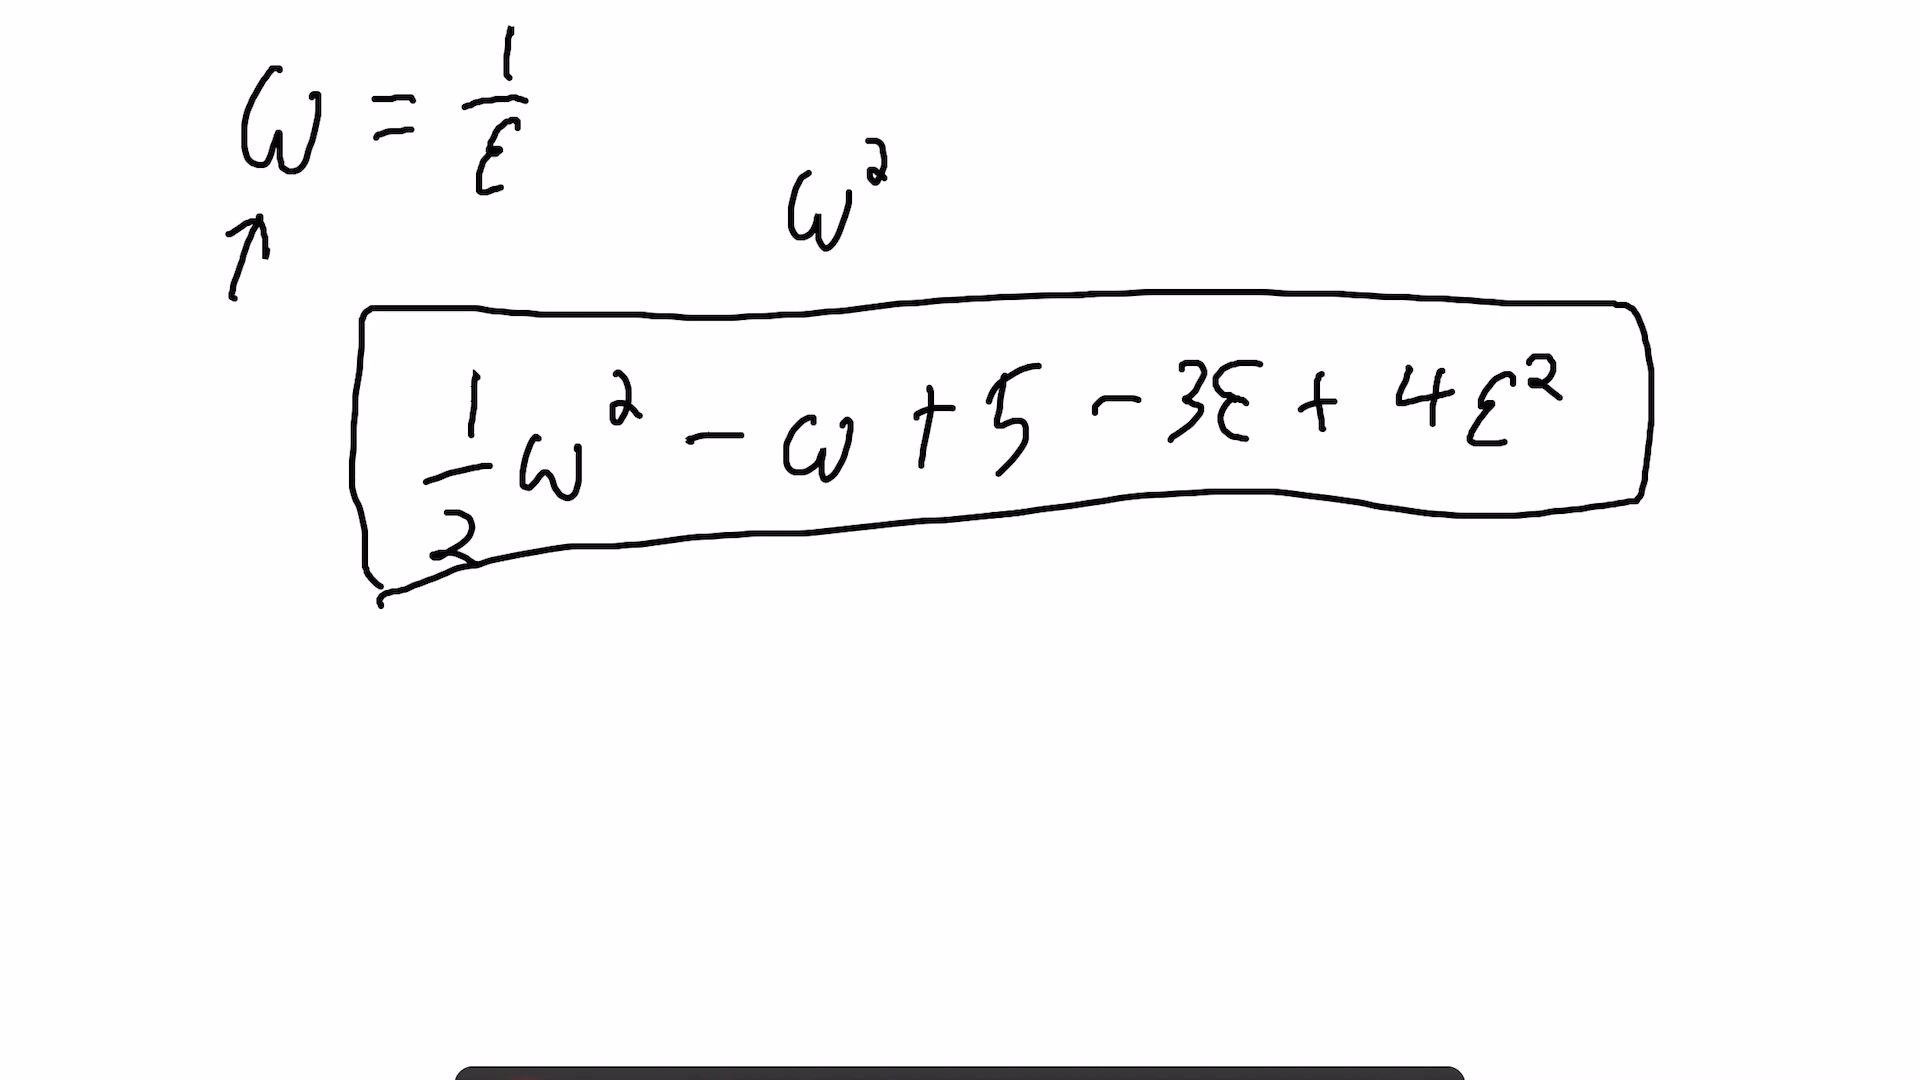 ω = 1/ε
ω²
1/2 ω² - ω + 5 - 3ε + 4ε²